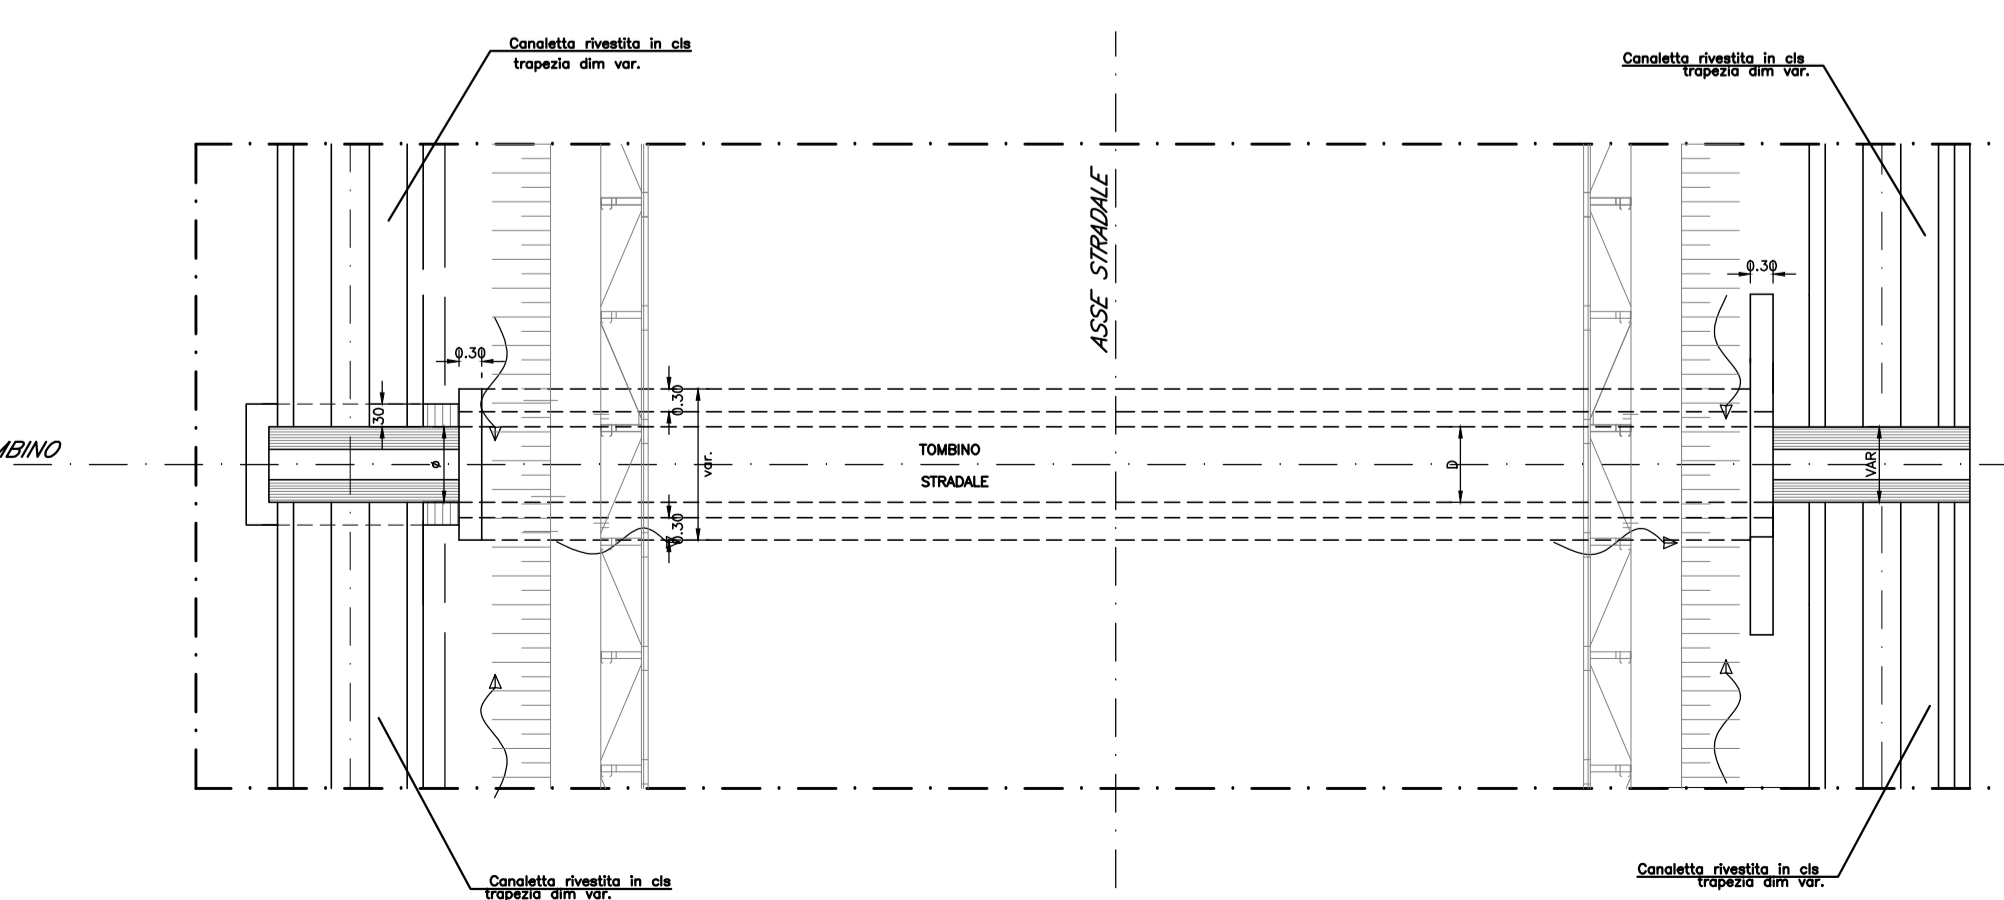 Canaletta rivestita in cls
trapezia dim var.
Canaletta rivestita in cls
trapezia dim var.
ASSE STRADALE
0.30
0.30
30
0.30
MBINO
ø
var.
TOMBINO
STRADALE
D
VAR
0.30
Canaletta rivestita in cls
trapezia dim var.
Canaletta rivestita in cls
trapezia dim var.